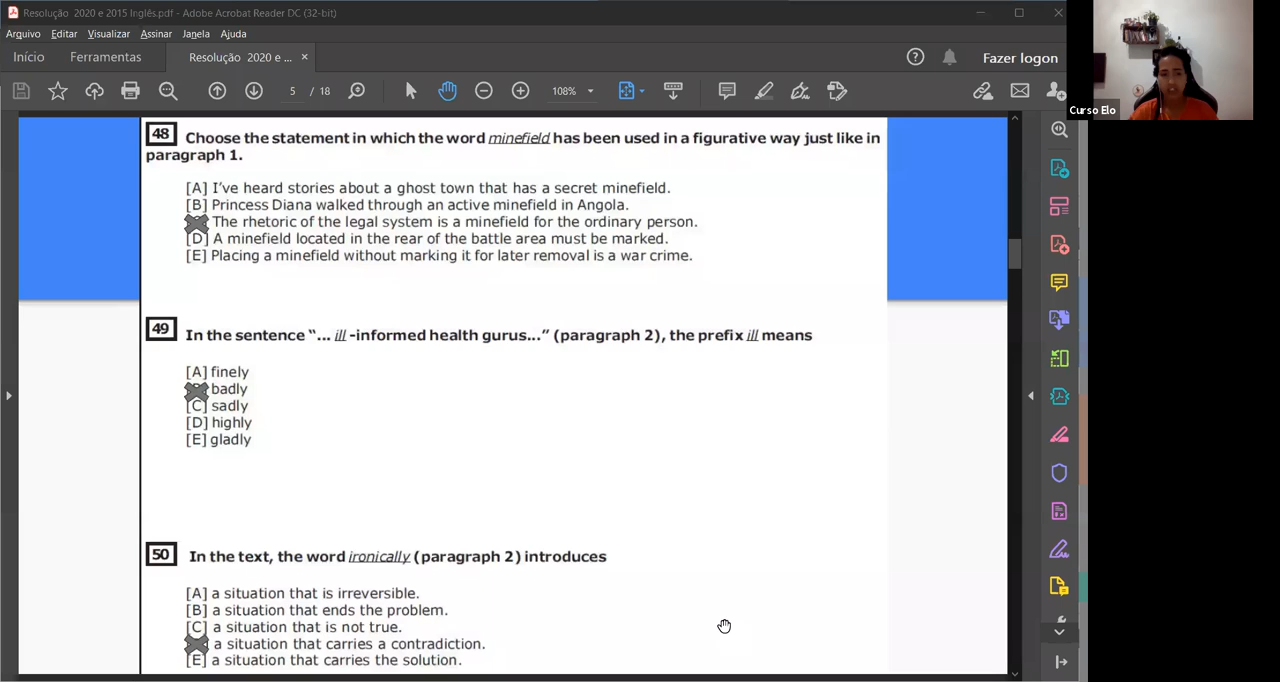 Resolução 2020 e 2015 Inglês.pdf - Adobe Acrobat Reader DC (32-bit)
Arquivo Editar Visualizar Assinar Janela Ajuda
Início Ferramentas Resolução 2020 e ... × Fazer logon
5 / 18 108%
Curso Elo
48 Choose the statement in which the word minefield has been used in a figurative way just like in
paragraph 1.
[A] I've heard stories about a ghost town that has a secret minefield.
[B] Princess Diana walked through an active minefield in Angola.
The rhetoric of the legal system is a minefield for the ordinary person.
[D] A minefield located in the rear of the battle area must be marked.
[E] Placing a minefield without marking it for later removal is a war crime.
49 In the sentence “... ill -informed health gurus...” (paragraph 2), the prefix ill means
[A] finely
badly
[C] sadly
[D] highly
[E] gladly
50 In the text, the word ironically (paragraph 2) introduces
[A] a situation that is irreversible.
[B] a situation that ends the problem.
[C] a situation that is not true.
a situation that carries a contradiction.
[E] a situation that carries the solution.